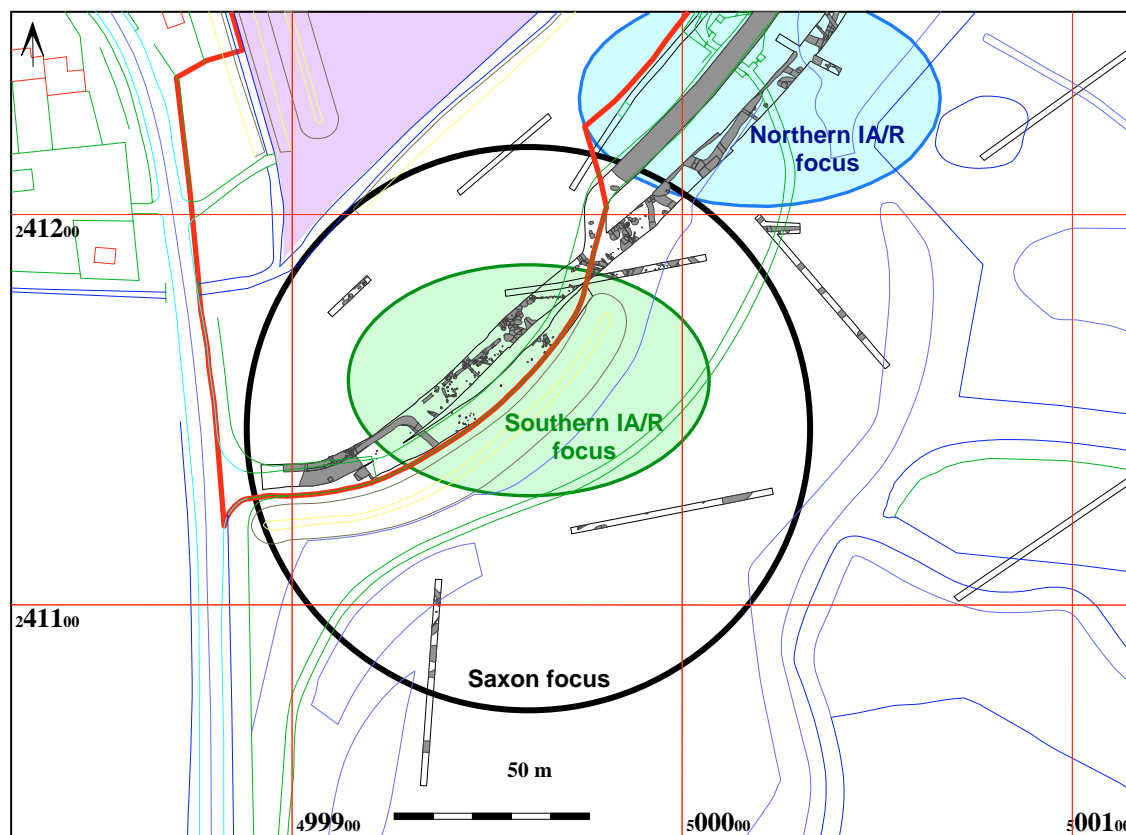 Northern IA/R
focus
241200
Southern IA/R
focus
241100
Saxon focus
50 m
499900
500000
500100